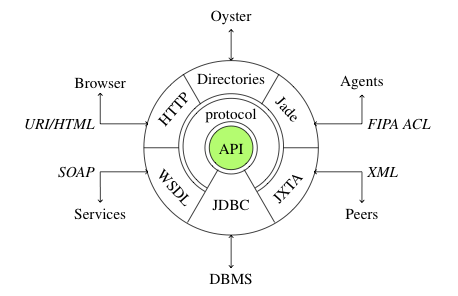 Oyster
Browser
Directories
Agents
HTTP
Jade
URI/HTML
protocol
FIPA ACL
API
SOAP
WSDL
JXTA
XML
Services
JDBC
Peers
DBMS